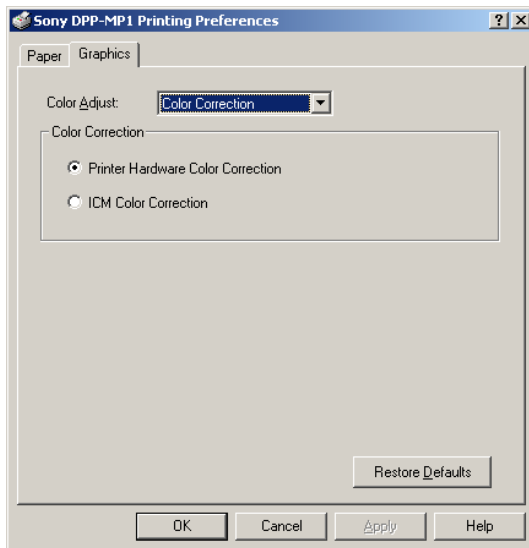 Sony DPP-MP1 Printing Preferences
Paper Graphics
Color Adjust: Color Correction
Color Correction
Printer Hardware Color Correction
ICM Color Correction
Restore Defaults
OK Cancel Apply Help